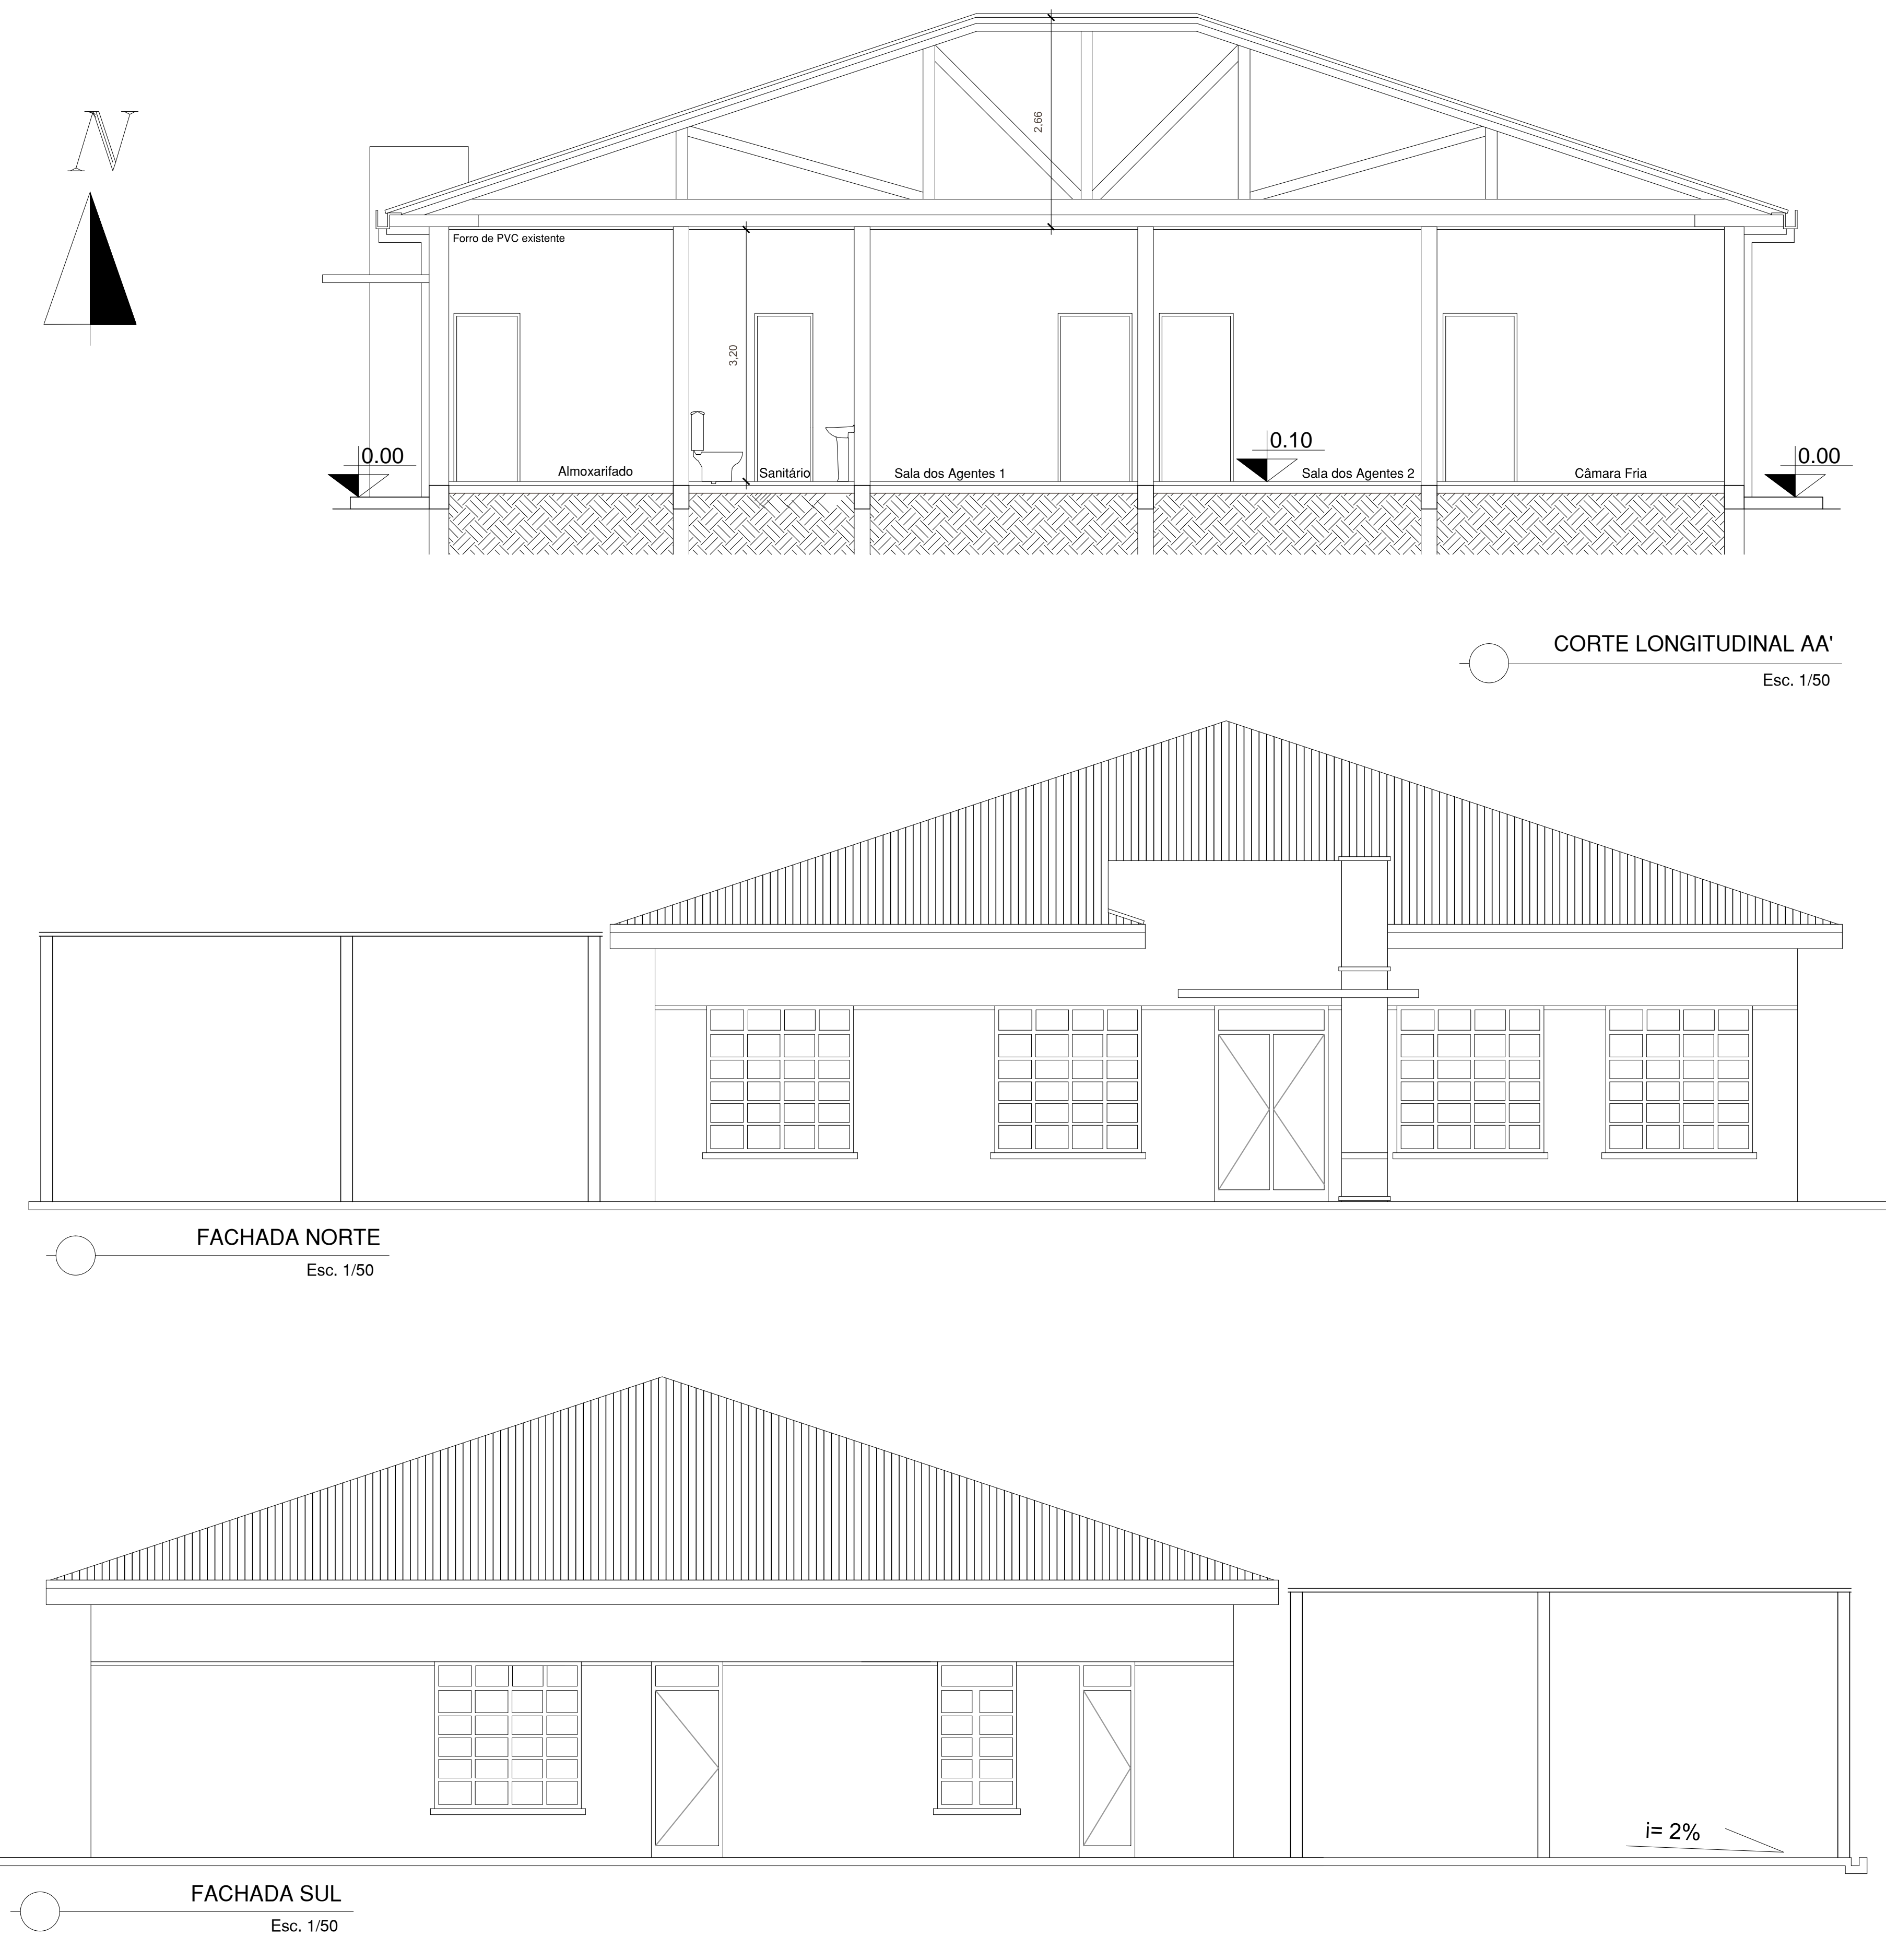 N
2,66
Forro de PVC existente
3,20
0.00
0.10
0.00
Almoxarifado
Sanitário
Sala dos Agentes 1
Sala dos Agentes 2
Câmara Fria
CORTE LONGITUDINAL AA'
Esc. 1/50
FACHADA NORTE
Esc. 1/50
i= 2%
FACHADA SUL
Esc. 1/50